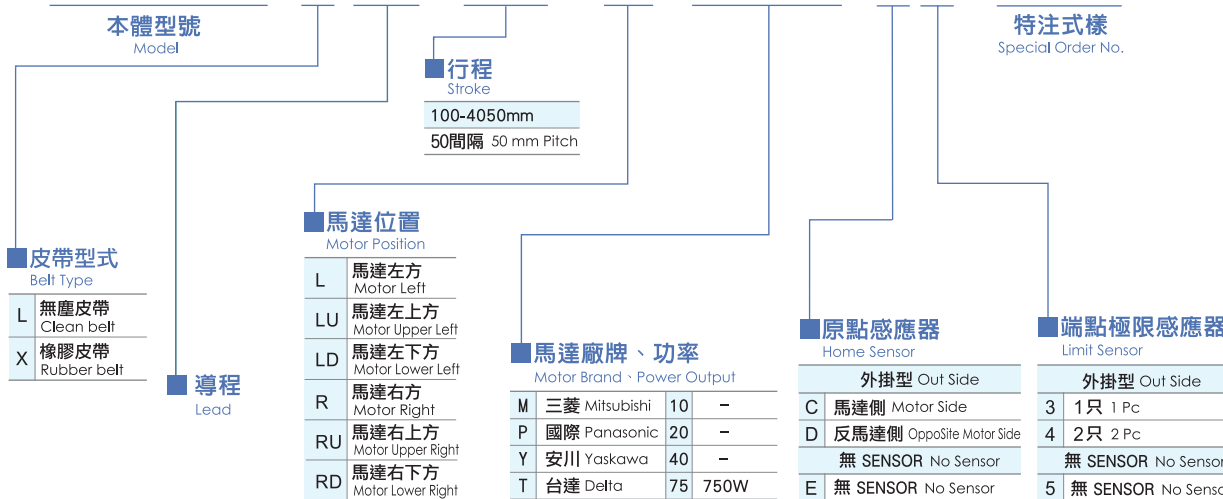 本體型號
Model
特注式樣
Special Order No.
行程
Stroke
100-4050mm
50間隔 50 mm Pitch
皮帶型式
Belt Type
L 無塵皮帶
Clean belt
X 橡膠皮帶
Rubber belt
導程
Lead
馬達位置
Motor Position
L 馬達左方
Motor Left
LU 馬達左上方
Motor Upper Left
LD 馬達左下方
Motor Lower Left
R 馬達右方
Motor Right
RU 馬達右上方
Motor Upper Right
RD 馬達右下方
Motor Lower Right
馬達廠牌、功率
Motor Brand、Power Output
M 三菱 Mitsubishi 10 －
P 國際 Panasonic 20 －
Y 安川 Yaskawa 40 －
T 台達 Delta 75 750W
原點感應器
Home Sensor
外掛型 Out Side
C 馬達側 Motor Side
D 反馬達側 OppoSite Motor Side
無 SENSOR No Sensor
E 無 SENSOR No Sensor
端點極限感應器
Limit Sensor
外掛型 Out Side
3 1只 1 Pc
4 2只 2 Pc
無 SENSOR No Sensor
5 無 SENSOR No Sensor